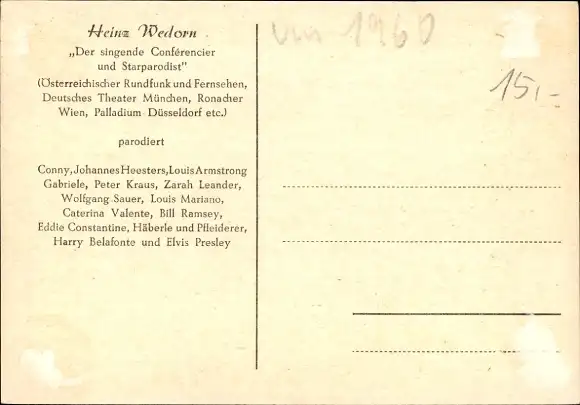 Heinz Wedorn
„Der singende Conférencier
und Starparodist"
(Österreichischer Rundfunk und Fernsehen,
Deutsches Theater München, Ronacher
Wien, Palladium Düsseldorf etc.)
parodiert
Conny, Johannes Heesters, Louis Armstrong
Gabriele, Peter Kraus, Zarah Leander,
Wolfgang Sauer, Louis Mariano,
Caterina Valente, Bill Ramsey,
Eddie Constantine, Häberle und Pfleiderer,
Harry Belafonte und Elvis Presley
um 1960
15,-